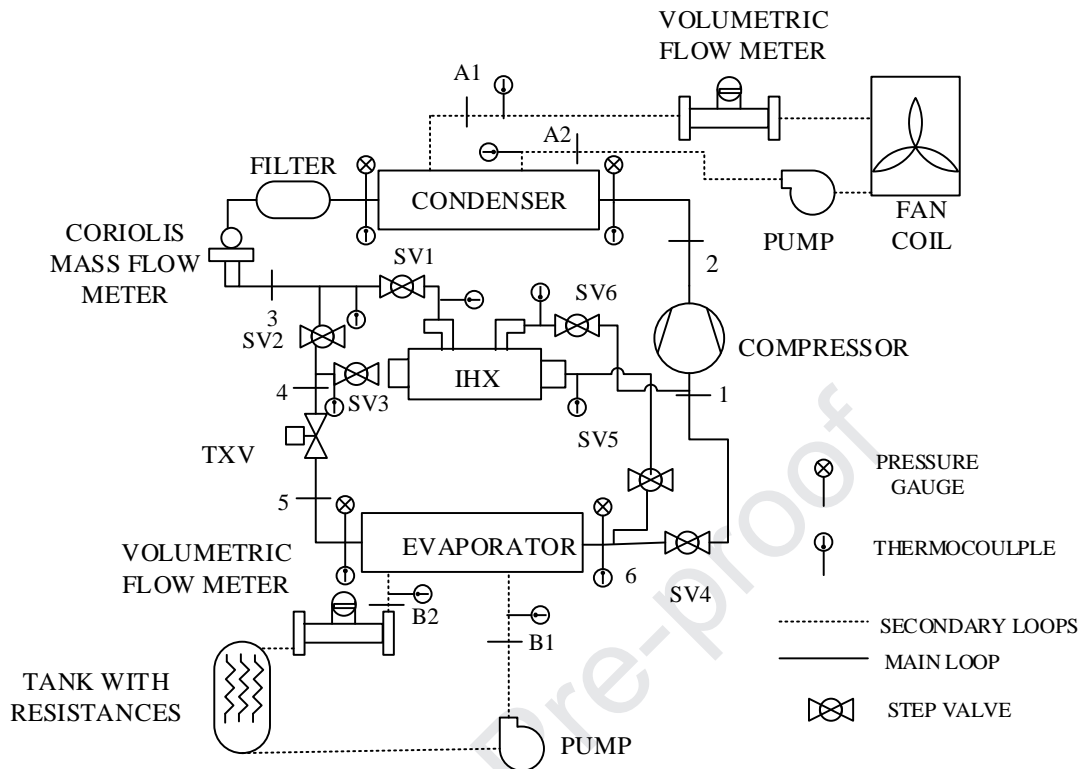 VOLUMETRIC
FLOW METER
A1
A2
FILTER
CONDENSER
FAN
COIL
PUMP
CORIOLIS
MASS FLOW
METER
SV1
SV6
2
3
SV2
COMPRESSOR
IHX
4
SV3
1
SV5
TXV
PRESSURE
GAUGE
5
EVAPORATOR
THERMOCOULPLE
VOLUMETRIC
FLOW METER
6
SV4
B2
B1
SECONDARY LOOPS
MAIN LOOP
TANK WITH
RESISTANCES
STEP VALVE
PUMP
Pre-proof